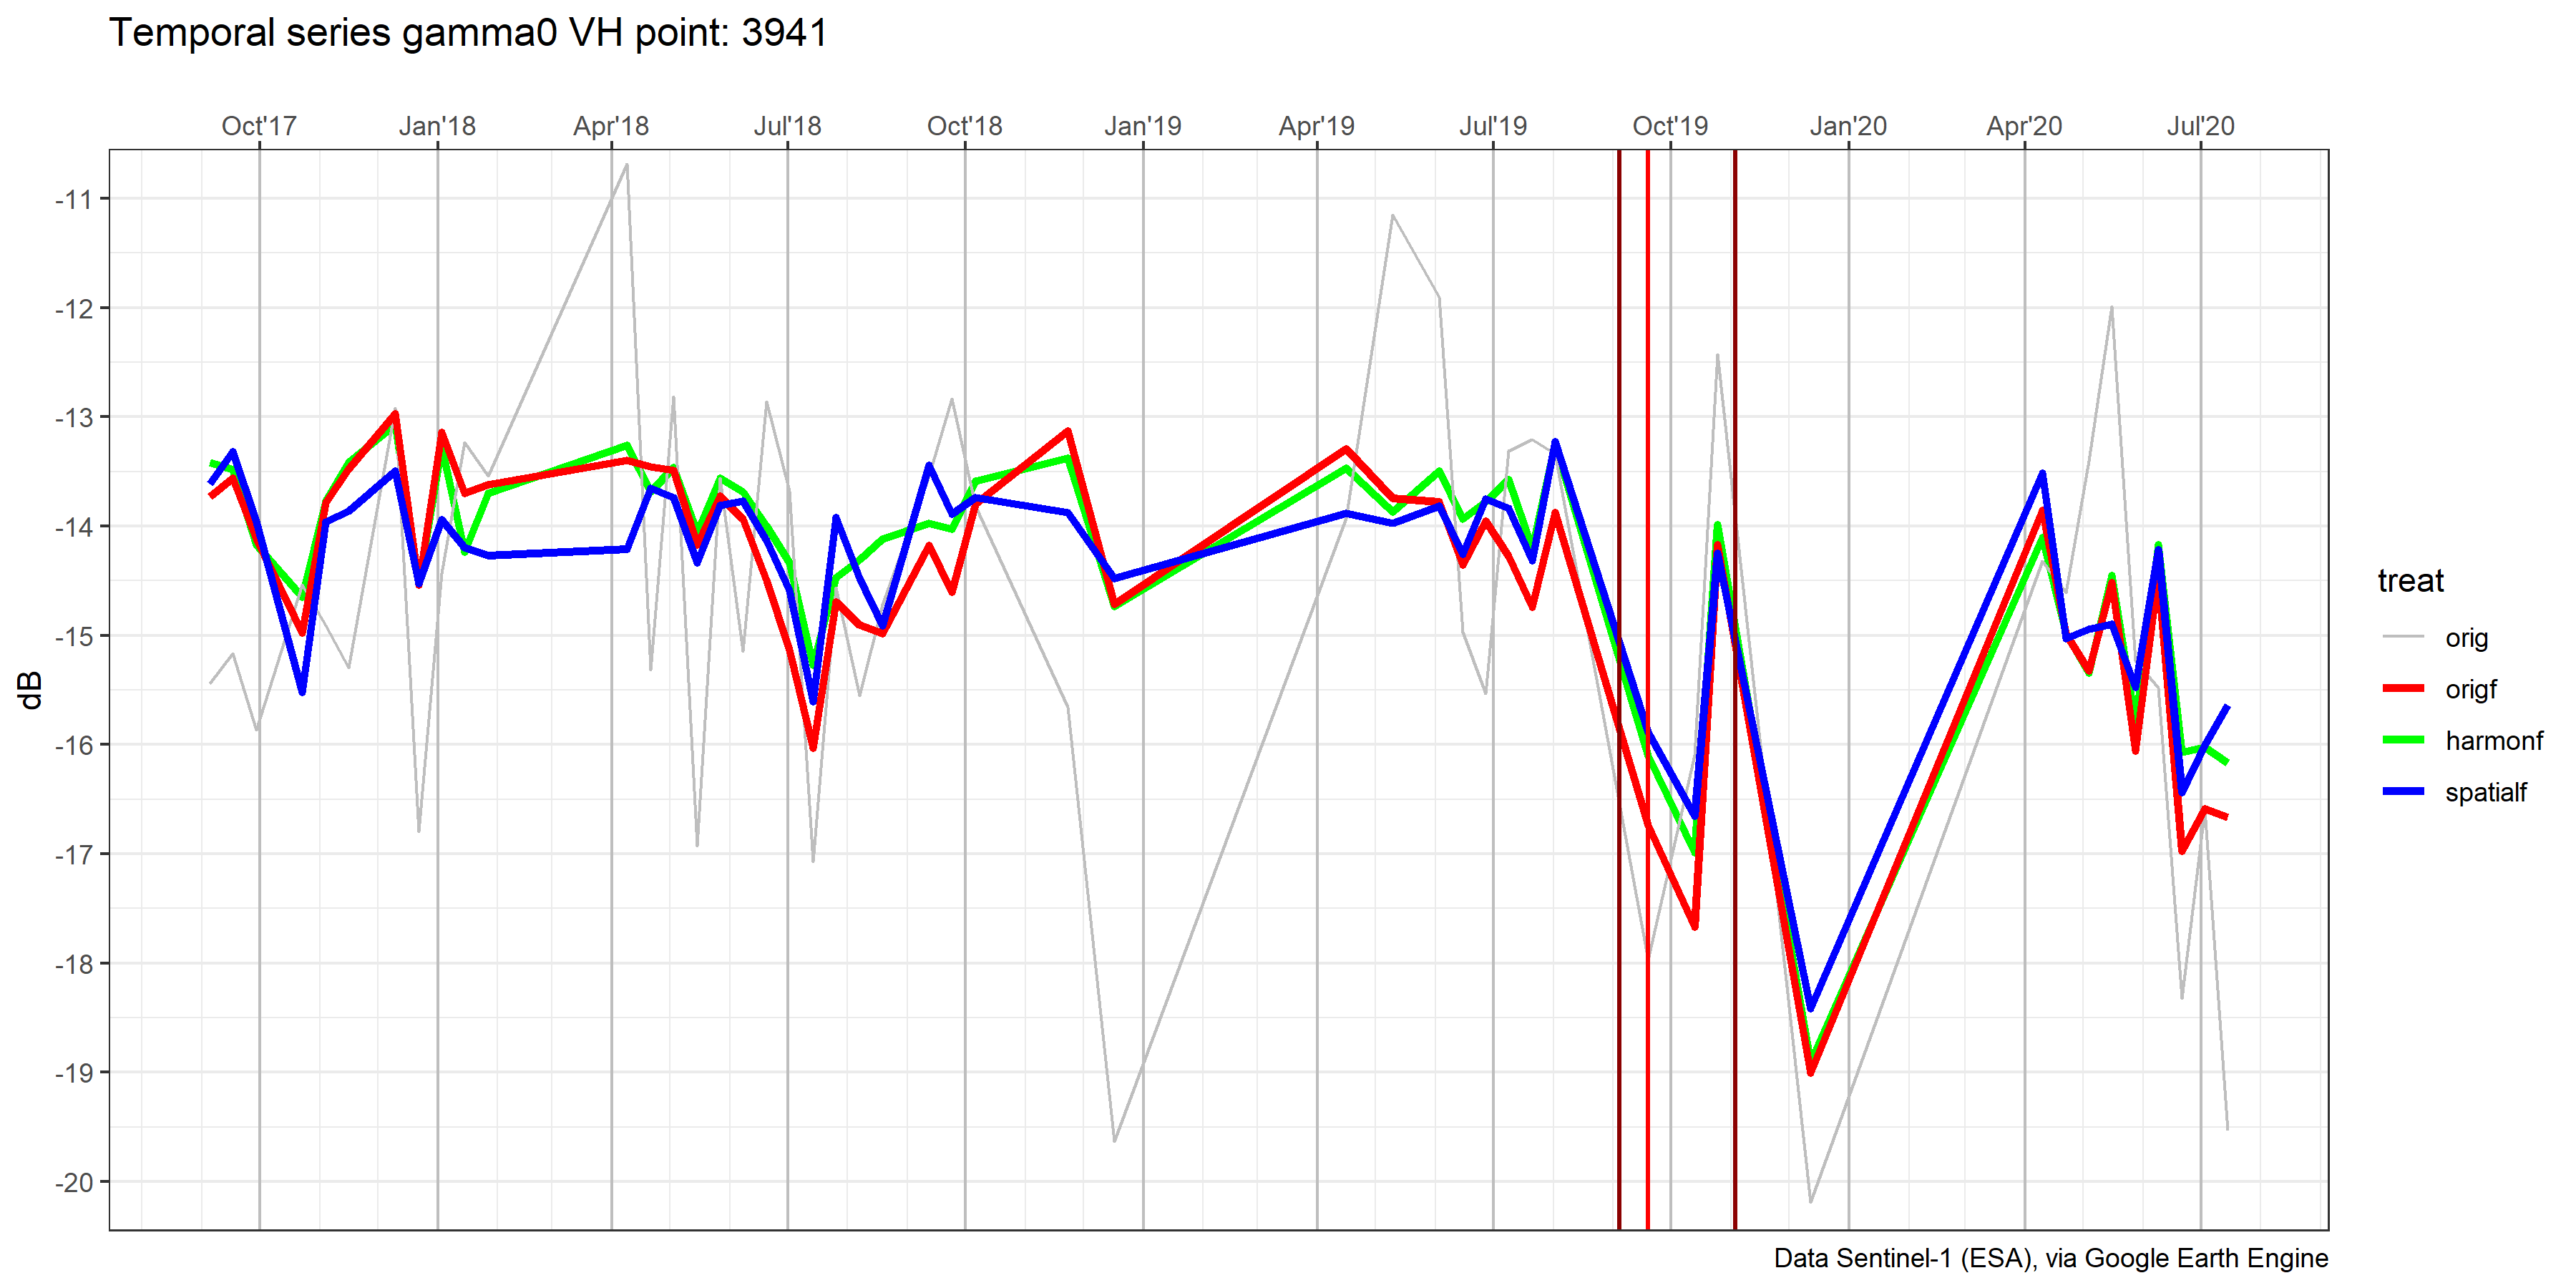 Temporal series gamma0 VH point: 3941
Oct'17 Jan'18 Apr'18 Jul'18 Oct'18 Jan'19 Apr'19 Jul'19 Oct'19 Jan'20 Apr'20 Jul'20
-11
-12
-13
-14
-15
-16
-17
-18
-19
-20
dB
treat
orig
origf
harmonf
spatialf
Data Sentinel-1 (ESA), via Google Earth Engine